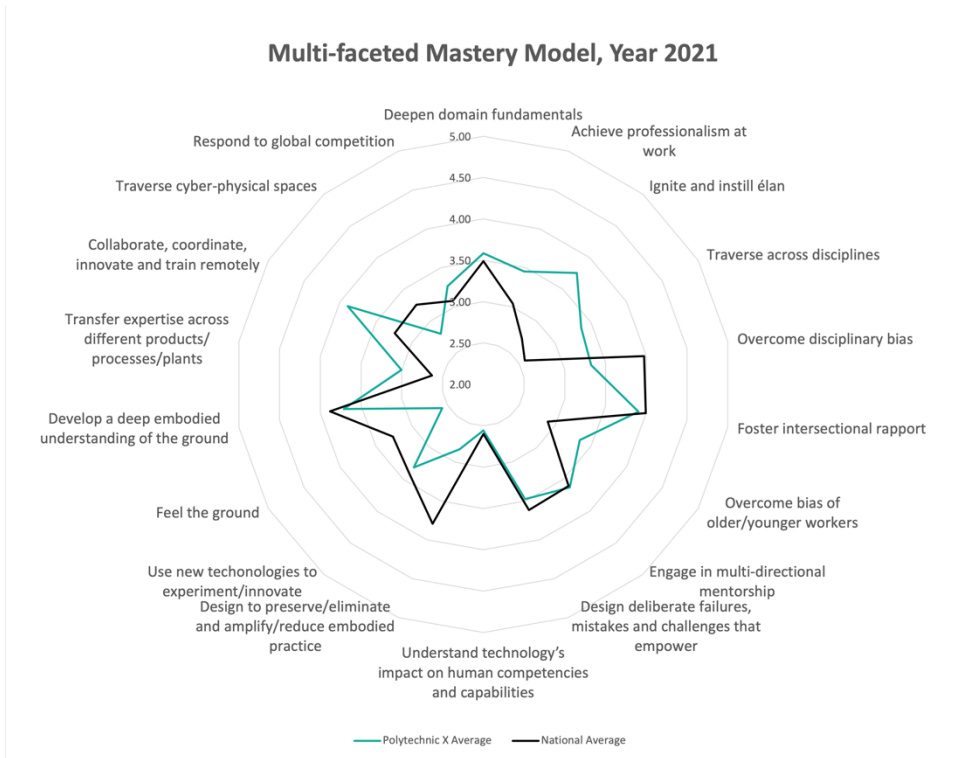 Multi-faceted Mastery Model, Year 2021
Deepen domain fundamentals
Achieve professionalism at
work
Ignite and instill élan
Traverse across disciplines
Overcome disciplinary bias
Foster intersectional rapport
Overcome bias of
older/younger workers
Engage in multi-directional
mentorship
Design deliberate failures,
mistakes and challenges that
empower
Understand technology's
impact on human competencies
and capabilities
Design to preserve/eliminate
and amplify/reduce embodied
practice
Use new techonologies to
experiment/innovate
Feel the ground
Develop a deep embodied
understanding of the ground
Transfer expertise across
different products/
processes/plants
Collaborate, coordinate,
innovate and train remotely
Traverse cyber-physical spaces
Respond to global competition
5.00
4.50
4.00
3.50
3.00
2.50
2.00
Polytechnic X Average
National Average